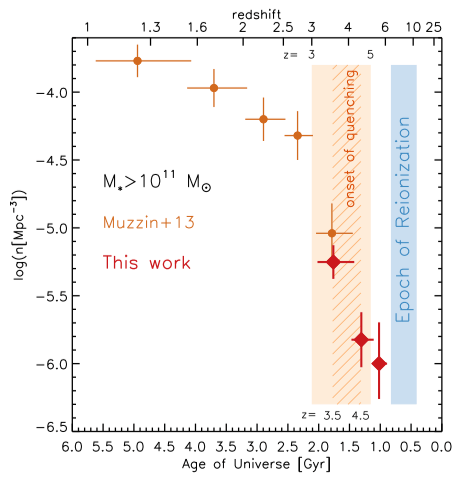 redshift
1 1.3 1.6 2 2.5 3 4 6 10 25
z= 3 5
−4.0
−4.5
−5.0
−5.5
−6.0
−6.5
log(n[Mpc⁻³])
M*>10¹¹ M☉
Muzzin+13
This work
onset of quenching
Epoch of Reionization
z= 3.5 4.5
6.0 5.5 5.0 4.5 4.0 3.5 3.0 2.5 2.0 1.5 1.0 0.5 0.0
Age of Universe [Gyr]